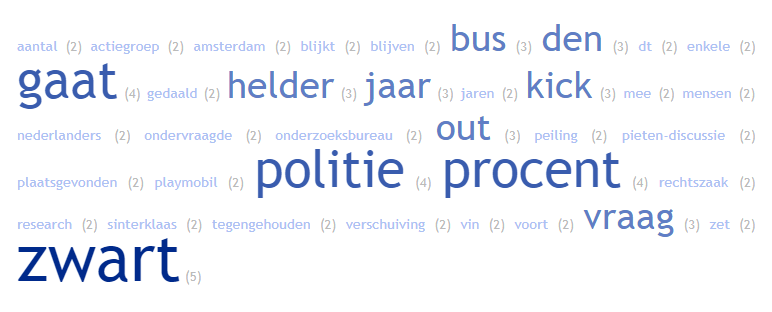 aantal (2) actiegroep (2) amsterdam (2) blijkt (2) blijven (2) bus (3) den (3) dt (2) enkele (2)
gaat (4) gedaald (2) helder (3) jaar (3) jaren (2) kick (3) mee (2) mensen (2)
nederlanders (2) ondervraagde (2) onderzoeksbureau (2) out (3) peiling (2) pieten-discussie (2)
plaatsgevonden (2) playmobil (2) politie (4) procent (4) rechtszaak (2)
research (2) sinterklaas (2) tegengehouden (2) verschuiving (2) vin (2) voort (2) vraag (3) zet (2)
zwart (5)